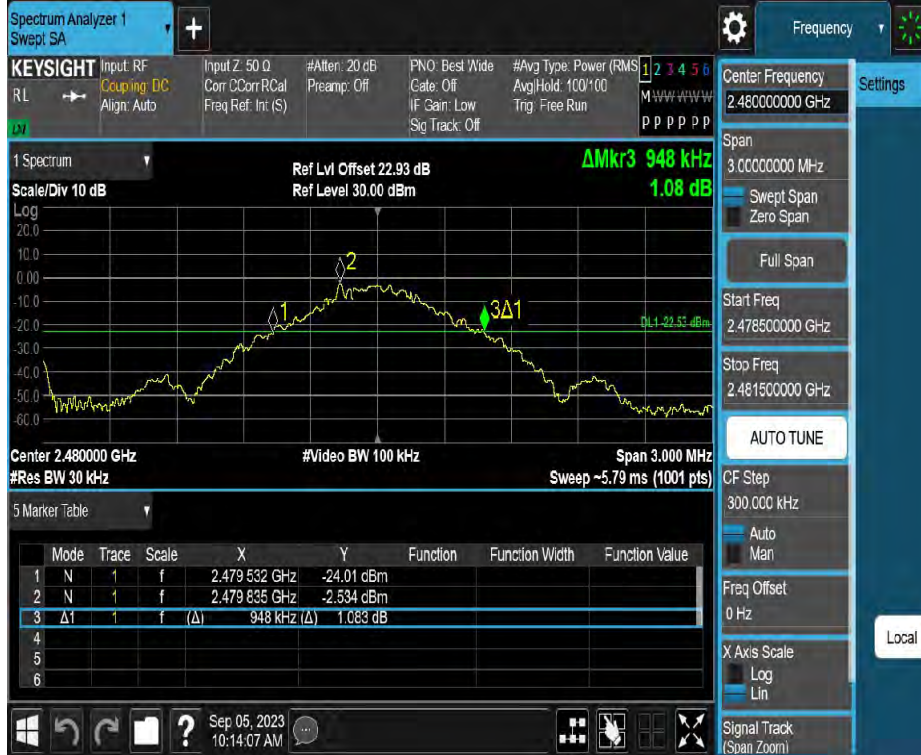 Spectrum Analyzer 1
Swept SA
+
Frequency
KEYSIGHT
RL
Input: RF
Coupling: DC
Align: Auto
Input Z: 50 Ω
Corr CCorr RCal
Freq Ref: Int (S)
#Atten: 20 dB
Preamp: Off
PNO: Best Wide
Gate: Off
IF Gain: Low
Sig Track: Off
#Avg Type: Power (RMS
Avg|Hold: 100/100
Trig: Free Run
1 2 3 4 5 6
M W W W W W
P P P P P P
Center Frequency
2.480000000 GHz
Settings
Span
3.00000000 MHz
Swept Span
Zero Span
Full Span
Start Freq
2.478500000 GHz
Stop Freq
2.481500000 GHz
AUTO TUNE
CF Step
300.000 kHz
Auto
Man
Freq Offset
0 Hz
X Axis Scale
Log
Lin
Signal Track
(Span Zoom)
Local
1 Spectrum
Scale/Div 10 dB
Ref Lvl Offset 22.93 dB
Ref Level 30.00 dBm
ΔMkr3 948 kHz
1.08 dB
Log
20.0
10.0
0.00
-10.0
-20.0
-30.0
-40.0
-50.0
-60.0
1
2
3Δ1
DL1 -22.53 dBm
Center 2.480000 GHz
#Video BW 100 kHz
Span 3.000 MHz
#Res BW 30 kHz
Sweep ~5.79 ms (1001 pts)
5 Marker Table
Mode Trace Scale X Y Function Function Width Function Value
1 N 1 f 2.479 532 GHz -24.01 dBm
2 N 1 f 2.479 835 GHz -2.534 dBm
3 Δ1 1 f (Δ) 948 kHz (Δ) 1.083 dB
4
5
6
?
Sep 05, 2023
10:14:07 AM